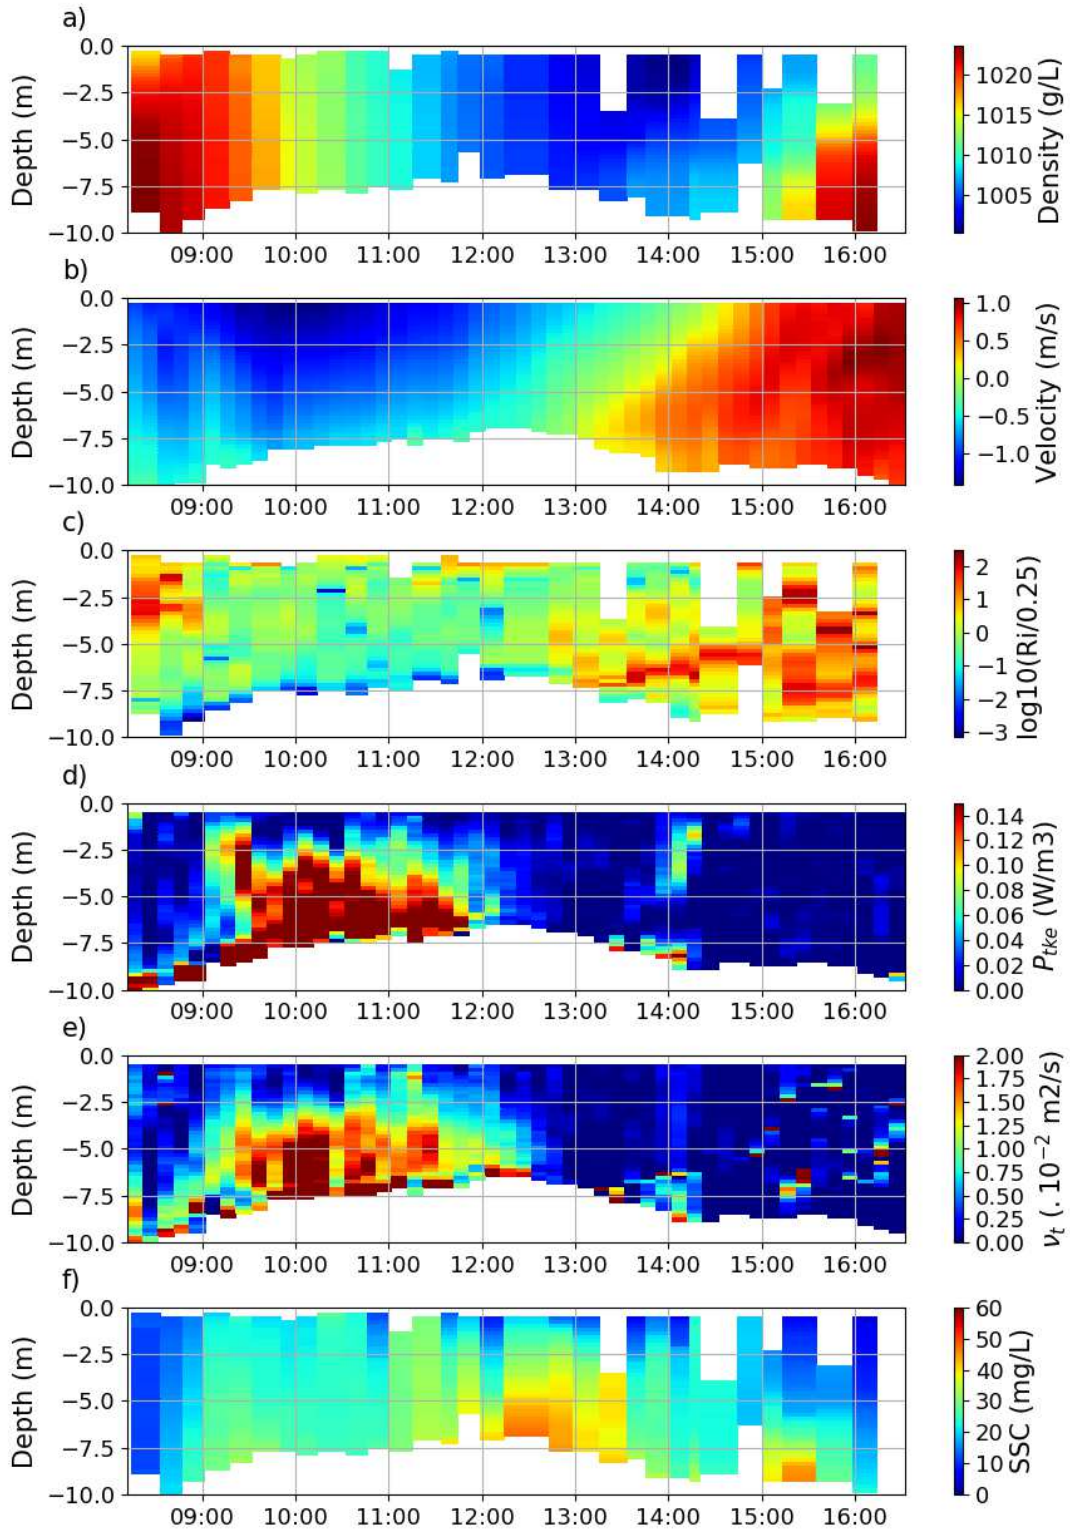 a)
0.0
−2.5
−5.0
−7.5
−10.0
Depth (m)
09:00 10:00 11:00 12:00 13:00 14:00 15:00 16:00
1020
1015
1010
1005
Density (g/L)
b)
0.0
−2.5
−5.0
−7.5
−10.0
Depth (m)
09:00 10:00 11:00 12:00 13:00 14:00 15:00 16:00
1.0
0.5
0.0
−0.5
−1.0
Velocity (m/s)
c)
0.0
−2.5
−5.0
−7.5
−10.0
Depth (m)
09:00 10:00 11:00 12:00 13:00 14:00 15:00 16:00
2
1
0
−1
−2
−3
log10(Ri/0.25)
d)
0.0
−2.5
−5.0
−7.5
−10.0
Depth (m)
09:00 10:00 11:00 12:00 13:00 14:00 15:00 16:00
0.14
0.12
0.10
0.08
0.06
0.04
0.02
0.00
Ptke (W/m3)
e)
0.0
−2.5
−5.0
−7.5
−10.0
Depth (m)
09:00 10:00 11:00 12:00 13:00 14:00 15:00 16:00
2.00
1.75
1.50
1.25
1.00
0.75
0.50
0.25
0.00
νt (.10−2 m2/s)
f)
0.0
−2.5
−5.0
−7.5
−10.0
Depth (m)
09:00 10:00 11:00 12:00 13:00 14:00 15:00 16:00
60
50
40
30
20
10
0
SSC (mg/L)